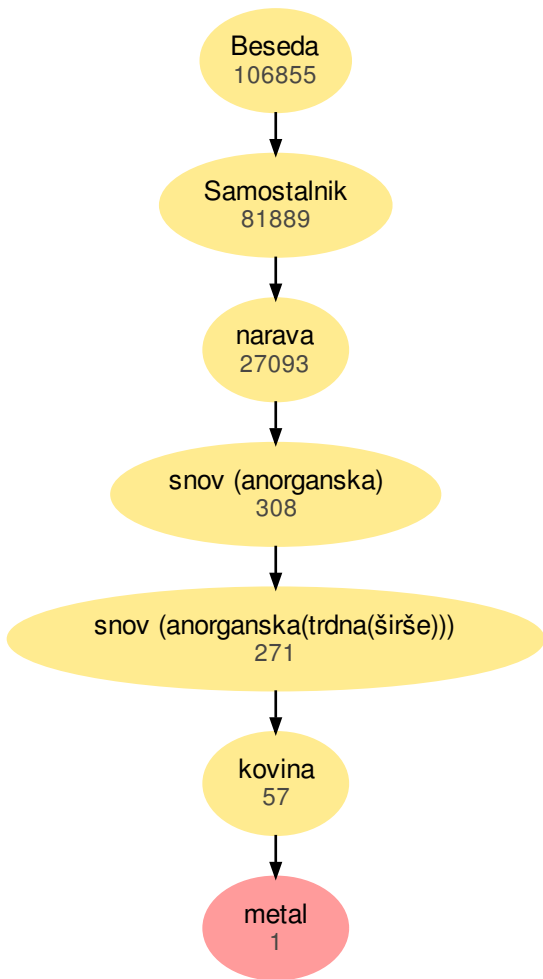 Beseda
106855
Samostalnik
81889
narava
27093
snov (anorganska)
308
snov (anorganska(trdna(širše)))
271
kovina
57
metal
1